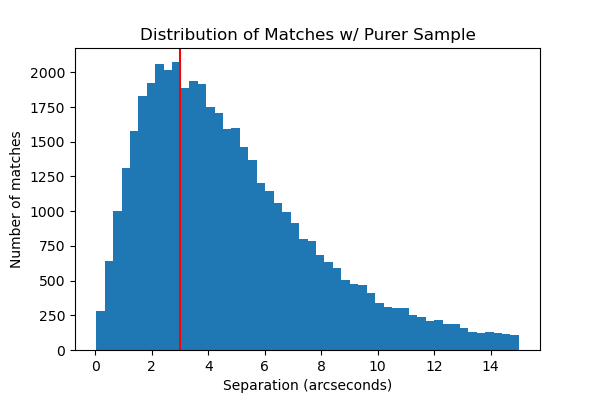 Distribution of Matches w/ Purer Sample
Number of matches
2000
1750
1500
1250
1000
750
500
250
0
0 2 4 6 8 10 12 14
Separation (arcseconds)